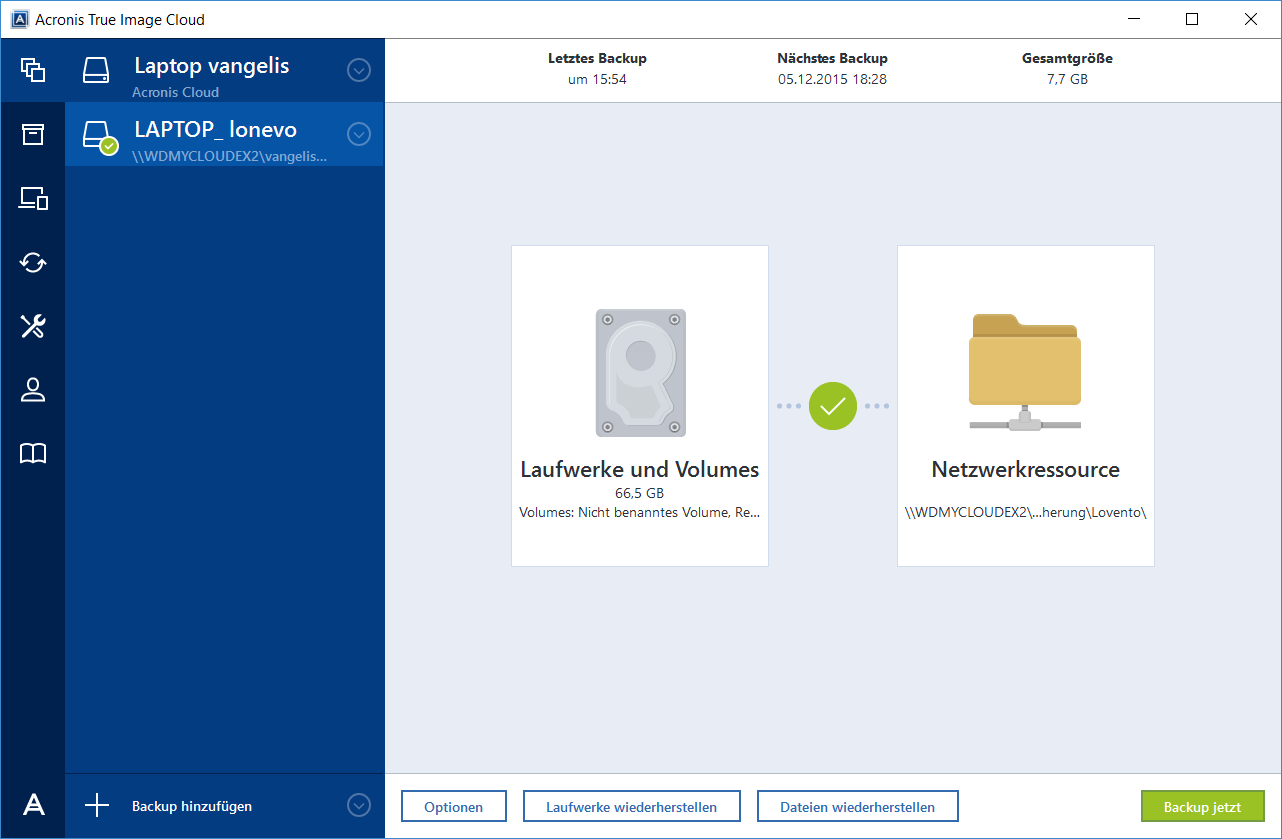 Acronis True Image Cloud
Laptop vangelis
Acronis Cloud
LAPTOP_ lonevo
\\WDMYCLOUDEX2\vangelis...
Backup hinzufügen
Letztes Backup
um 15:54
Nächstes Backup
05.12.2015 18:28
Gesamtgröße
7,7 GB
Laufwerke und Volumes
66,5 GB
Volumes: Nicht benanntes Volume, Re...
Netzwerkressource
\\WDMYCLOUDEX2\...herung\Lovento\
Optionen
Laufwerke wiederherstellen
Dateien wiederherstellen
Backup jetzt